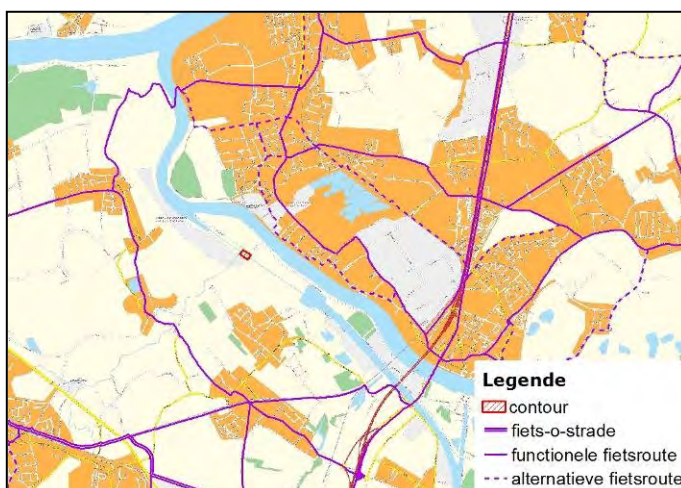 Legende
contour
fiets-o-strade
functionele fietsroute
alternatieve fietsroute